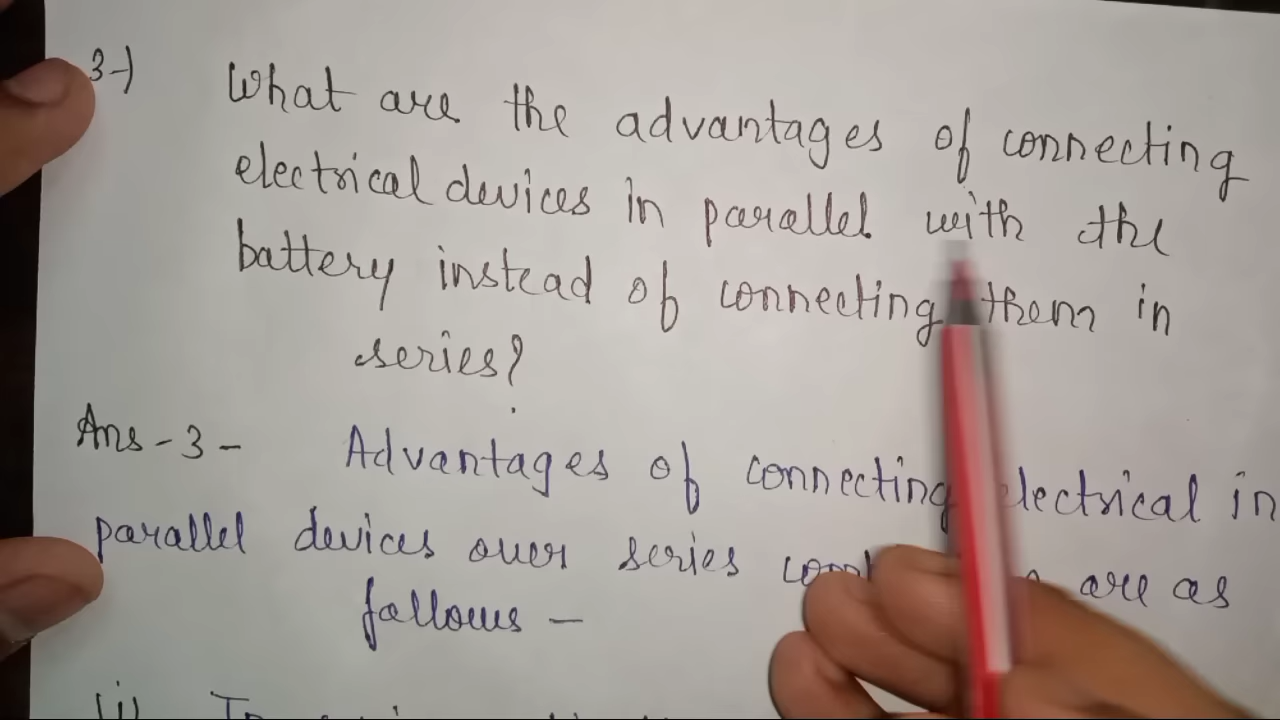 3-) What are the advantages of connecting
electrical devices in parallel with the
battery instead of connecting them in
series?
Ans-3- Advantages of connecting electrical in
parallel devices over series are as
follows -
(i)